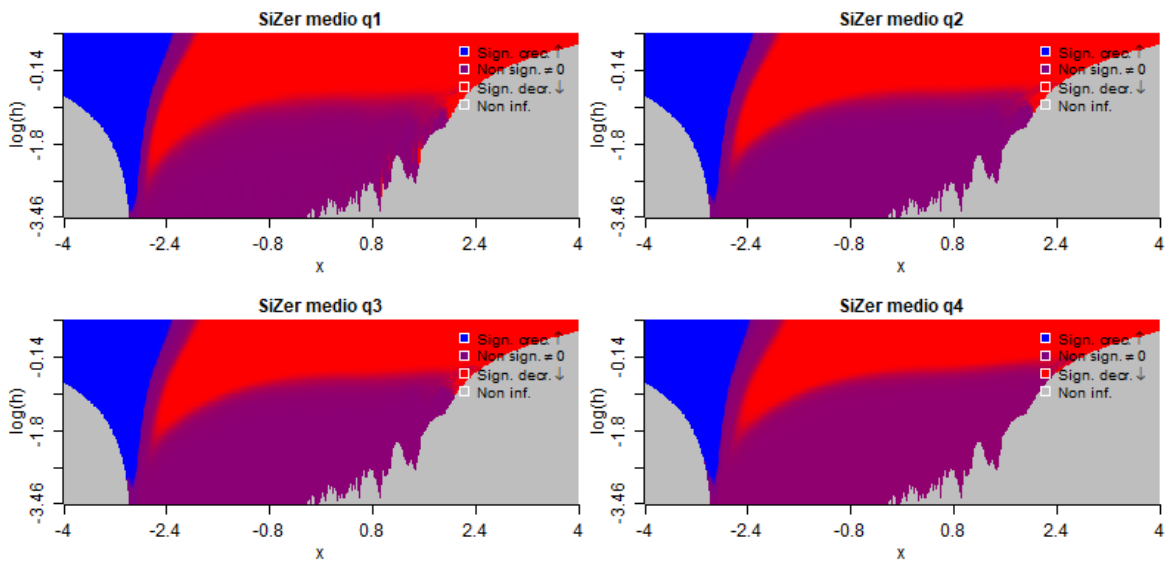 SiZer medio q1
Sign. crec. ↑
Non sign. ≠ 0
Sign. decr. ↓
Non inf.
log(h)
-0.14
-1.8
-3.46
-4
-2.4
-0.8
0.8
2.4
4
x
SiZer medio q2
Sign. crec. ↑
Non sign. ≠ 0
Sign. decr. ↓
Non inf.
log(h)
-0.14
-1.8
-3.46
-4
-2.4
-0.8
0.8
2.4
4
x
SiZer medio q3
Sign. crec. ↑
Non sign. ≠ 0
Sign. decr. ↓
Non inf.
log(h)
-0.14
-1.8
-3.46
-4
-2.4
-0.8
0.8
2.4
4
x
SiZer medio q4
Sign. crec. ↑
Non sign. ≠ 0
Sign. decr. ↓
Non inf.
log(h)
-0.14
-1.8
-3.46
-4
-2.4
-0.8
0.8
2.4
4
x